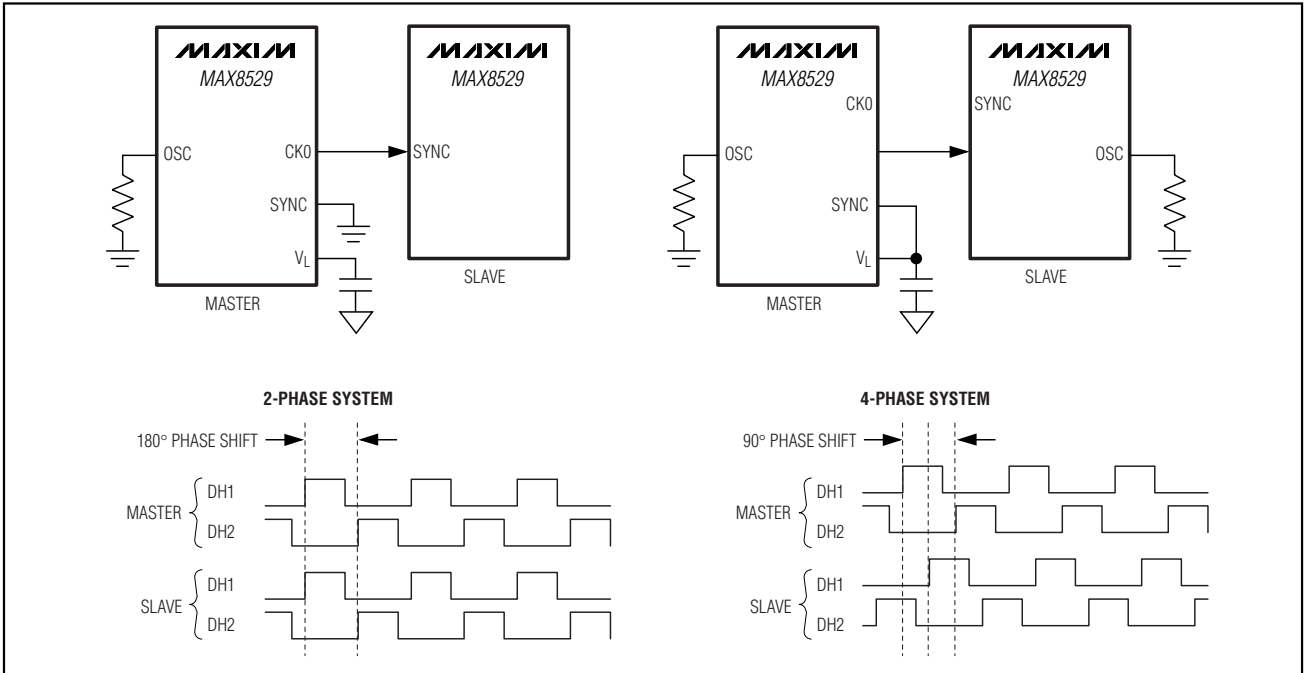 MAXIM
MAX8529
OSC
CK0
SYNC
VL
MASTER
MAXIM
MAX8529
SYNC
SLAVE
MAXIM
MAX8529
CK0
OSC
SYNC
VL
MASTER
MAXIM
MAX8529
SYNC
OSC
SLAVE
2-PHASE SYSTEM
180° PHASE SHIFT
MASTER
DH1
DH2
SLAVE
DH1
DH2
4-PHASE SYSTEM
90° PHASE SHIFT
MASTER
DH1
DH2
SLAVE
DH1
DH2